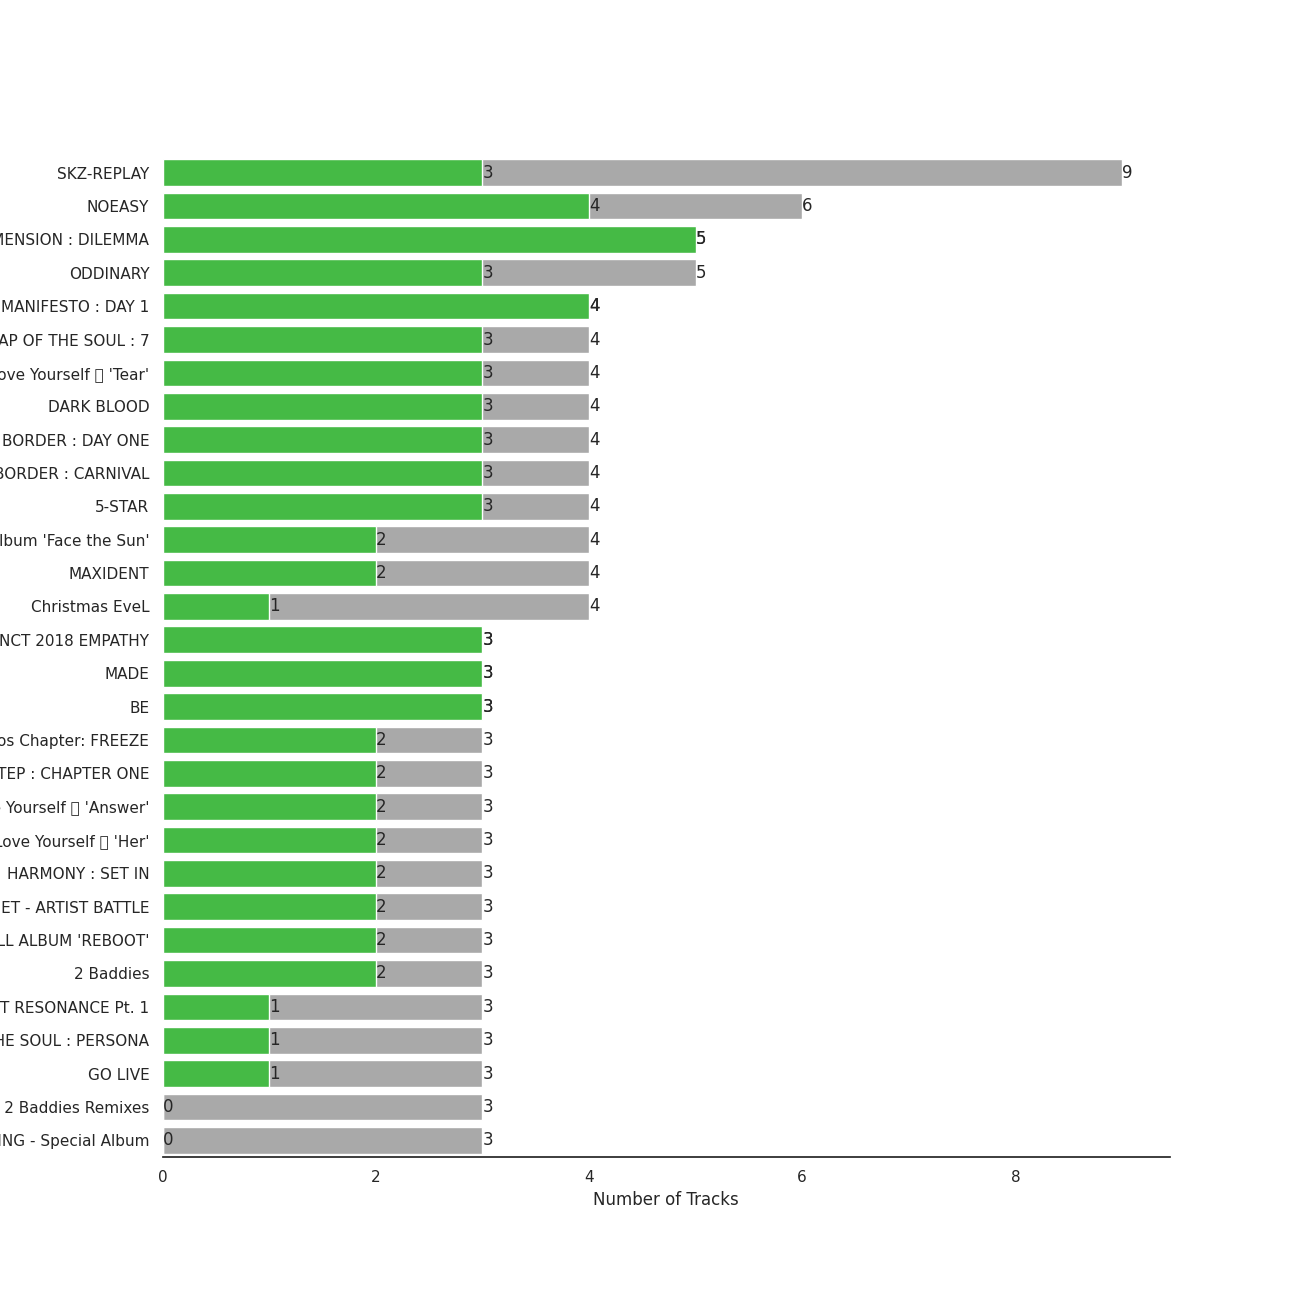 SKZ-REPLAY 3 9
NOEASY 4 6
MENSION : DILEMMA 5
ODDINARY 3 5
MANIFESTO : DAY 1 4
AP OF THE SOUL : 7 3 4
ove Yourself 'Tear' 3 4
DARK BLOOD 3 4
BORDER : DAY ONE 3 4
BORDER : CARNIVAL 3 4
5-STAR 3 4
lbum 'Face the Sun' 2 4
MAXIDENT 2 4
Christmas EveL 1 4
NCT 2018 EMPATHY 3
MADE 3
BE 3
os Chapter: FREEZE 2 3
TEP : CHAPTER ONE 2 3
Yourself 'Answer' 2 3
Love Yourself 'Her' 2 3
HARMONY : SET IN 2 3
ET - ARTIST BATTLE 2 3
LL ALBUM 'REBOOT' 2 3
2 Baddies 2 3
T RESONANCE Pt. 1 1 3
HE SOUL : PERSONA 1 3
GO LIVE 1 3
2 Baddies Remixes 0 3
ING - Special Album 0 3
0 2 4 6 8
Number of Tracks